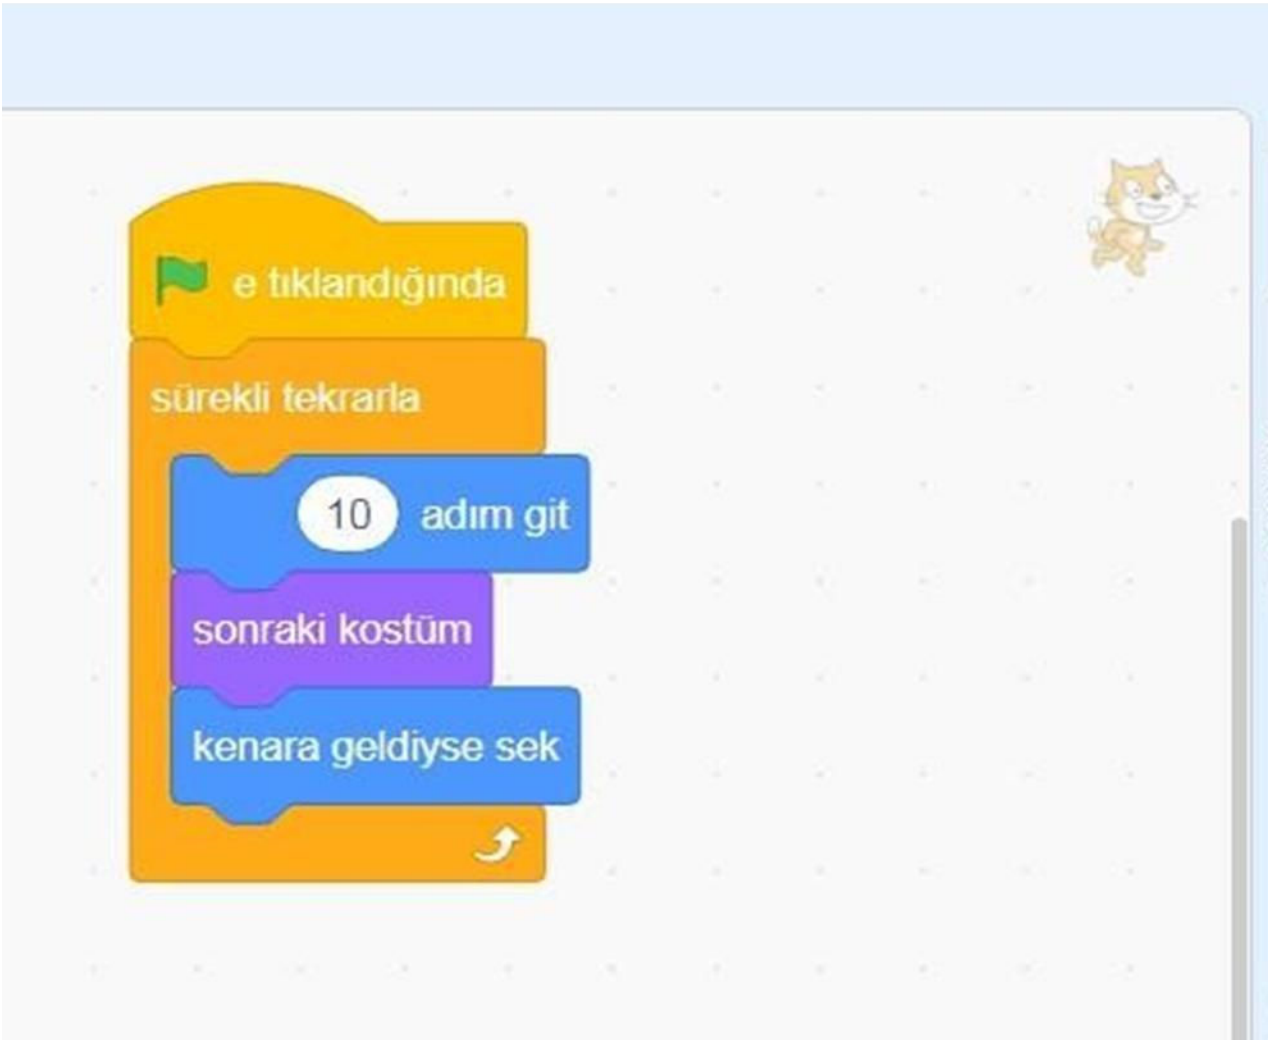 e tıklandığında
sürekli tekrarla
10 adım git
sonraki kostüm
kenara geldiyse sek